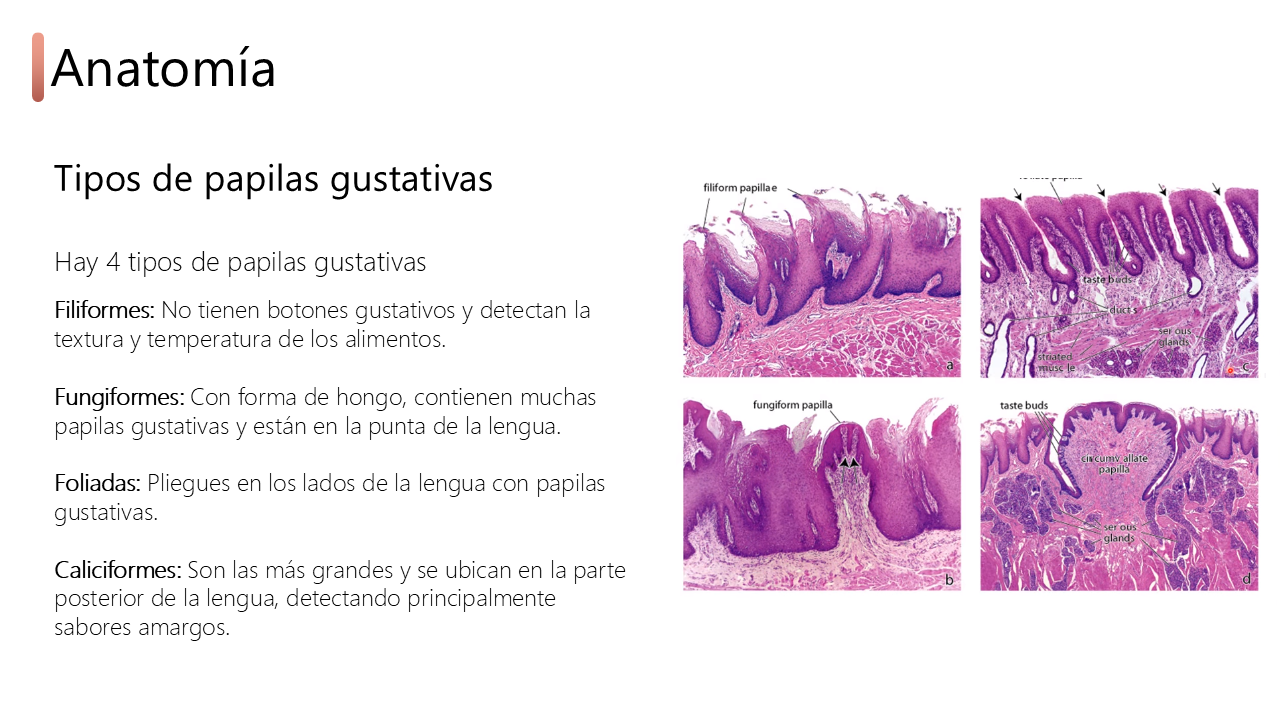 Anatomía
Tipos de papilas gustativas
Hay 4 tipos de papilas gustativas
Filiformes: No tienen botones gustativos y detectan la
textura y temperatura de los alimentos.
Fungiformes: Con forma de hongo, contienen muchas
papilas gustativas y están en la punta de la lengua.
Foliadas: Pliegues en los lados de la lengua con papilas
gustativas.
Caliciformes: Son las más grandes y se ubican en la parte
posterior de la lengua, detectando principalmente
sabores amargos.
filiform papillae
a
taste buds
ducts
serous
glands
striated
muscle
c
fungiform papilla
b
taste buds
circumvallate
papilla
serous
glands
d